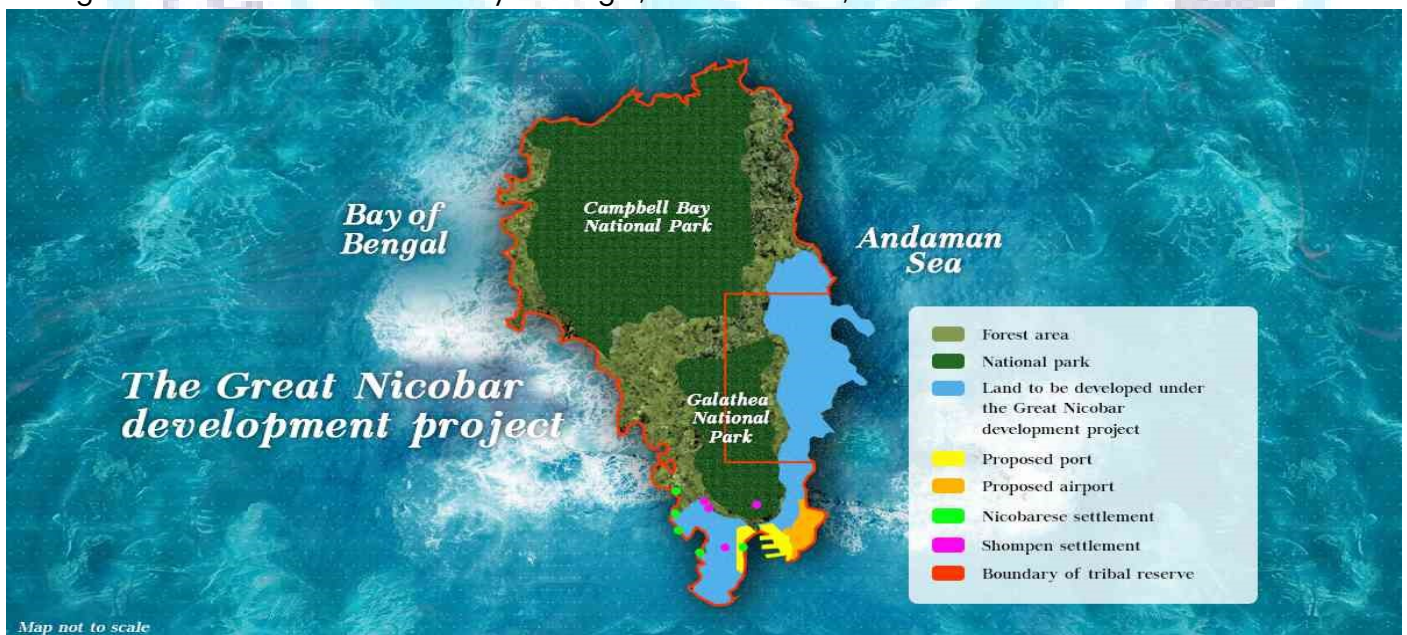 Bay of
Bengal
Campbell Bay
National Park
Andaman
Sea
The Great Nicobar
development project
Galathea
National
Park
Forest area
National park
Land to be developed under
the Great Nicobar
development project
Proposed port
Proposed airport
Nicobarese settlement
Shompen settlement
Boundary of tribal reserve
Map not to scale